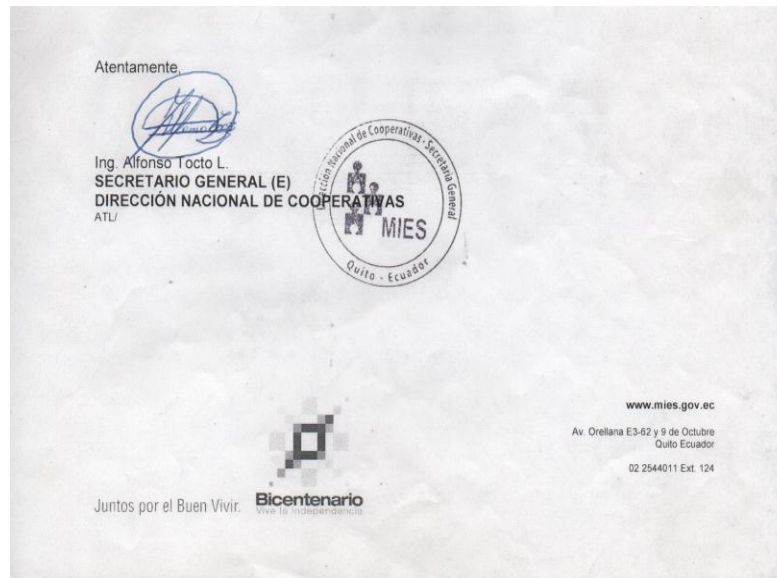 Atentamente,
Ing. Alfonso Tocto L.
SECRETARIO GENERAL (E)
DIRECCIÓN NACIONAL DE COOPERATIVAS
ATL/
Dirección Nacional de Cooperativas - Secretaria General
MIES
Quito - Ecuador
www.mies.gov.ec
Av. Orellana E3-62 y 9 de Octubre
Quito Ecuador
02 2544011 Ext. 124
Juntos por el Buen Vivir.
Bicentenario
Vive la Independencia